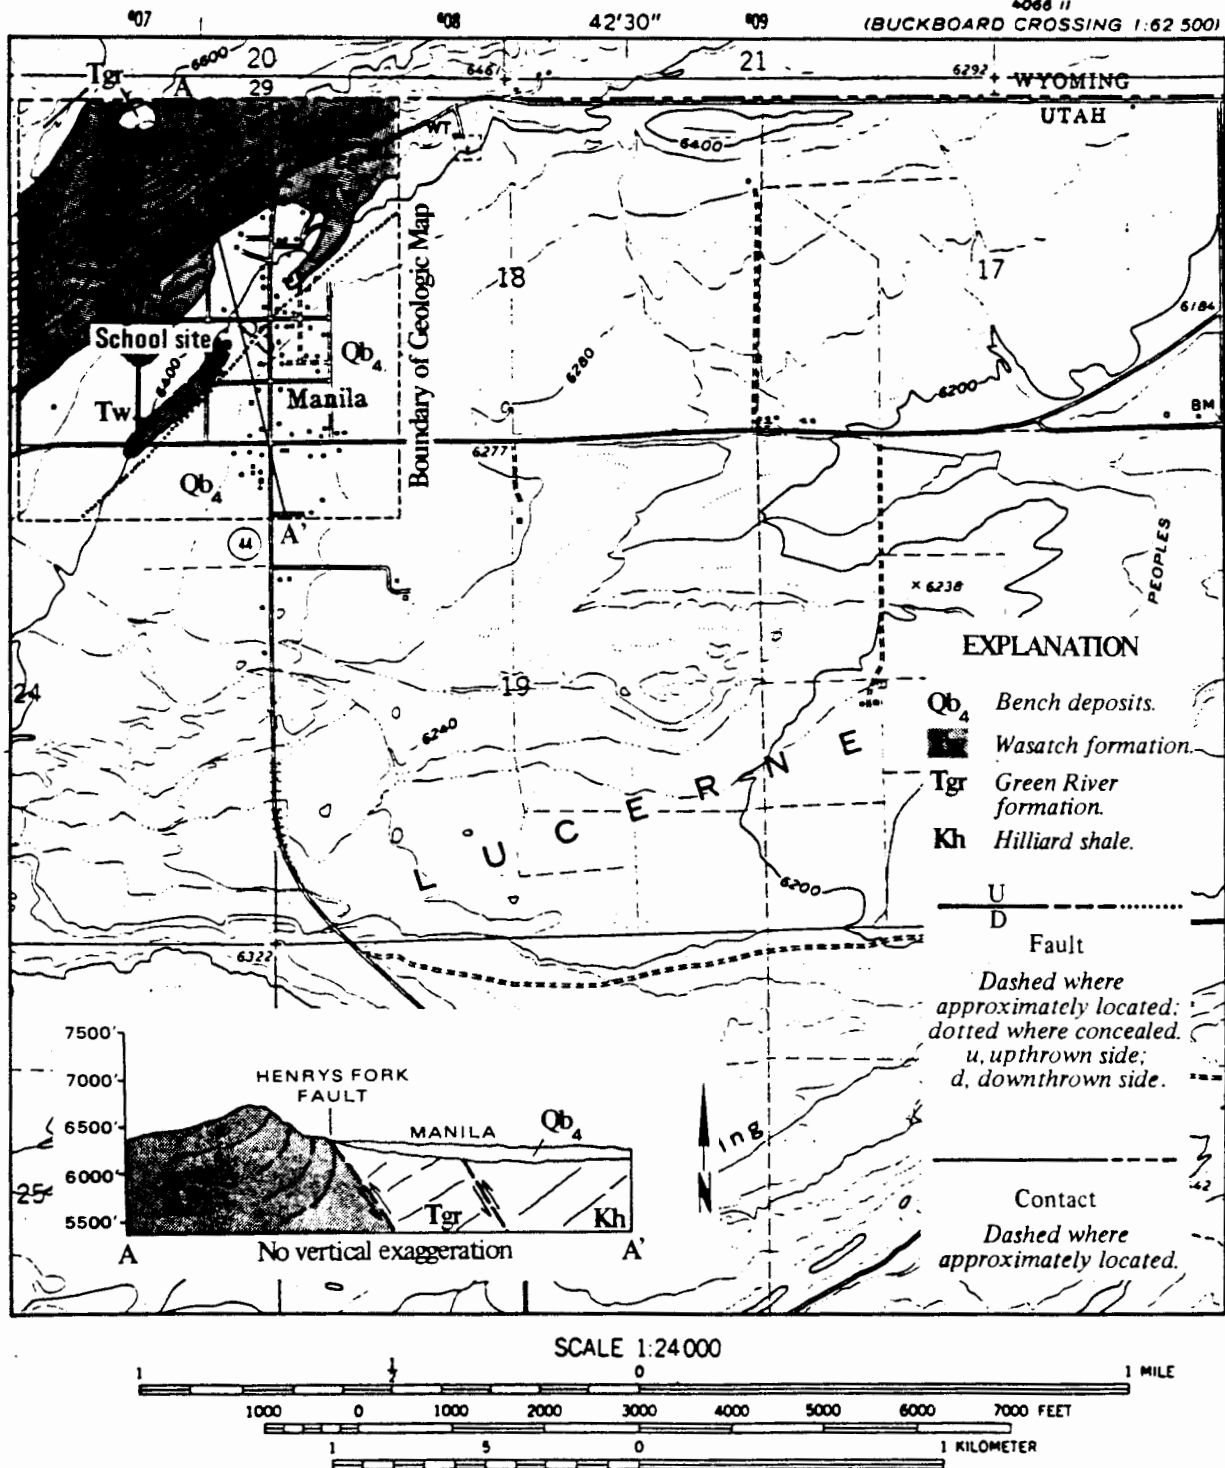 4066 II
⁶07 ⁶08 42'30" ⁶09 (BUCKBOARD CROSSING 1:62 500)
6600 20 6461 21 6292 WYOMING
Tgr A 29 UTAH
WT 6400
18 17
6184
School site
Qb4 6280
6400 6200
Tw Manila BM
Boundary of Geologic Map
6277
Qb4
44 A'
PEOPLES
6238
24 19
6240
LUCERNE
6200
6322
EXPLANATION
Qb4 Bench deposits.
Wasatch formation.
Tgr Green River
formation.
Kh Hilliard shale.
U
D
Fault
Dashed where
approximately located;
dotted where concealed.
u, upthrown side;
d, downthrown side.
Contact
Dashed where
approximately located.
7500'
7000'
6500'
6000'
5500'
HENRYS FORK
FAULT
MANILA Qb4
Tgr Kh
A No vertical exaggeration A'
25
ing
N
42
SCALE 1:24 000
1 ½ 0 1 MILE
1000 0 1000 2000 3000 4000 5000 6000 7000 FEET
1 5 0 1 KILOMETER